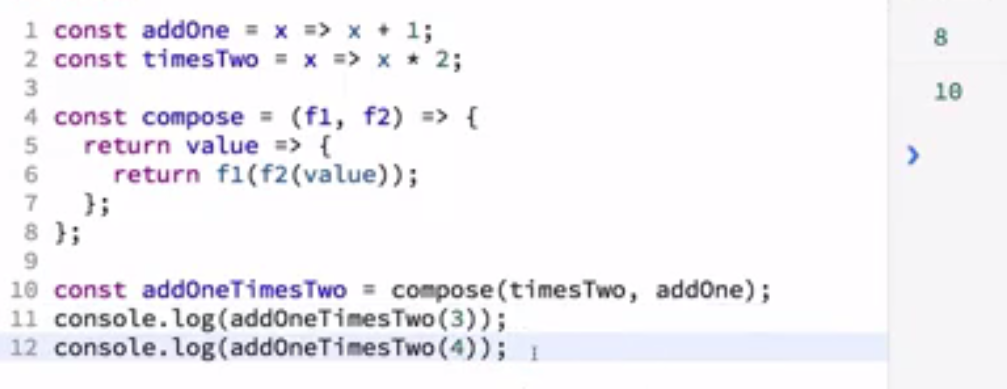 1 const addOne = x => x + 1;
2 const timesTwo = x => x * 2;
3
4 const compose = (f1, f2) => {
5   return value => {
6     return f1(f2(value));
7   };
8 };
9
10 const addOneTimesTwo = compose(timesTwo, addOne);
11 console.log(addOneTimesTwo(3));
12 console.log(addOneTimesTwo(4));
8
10